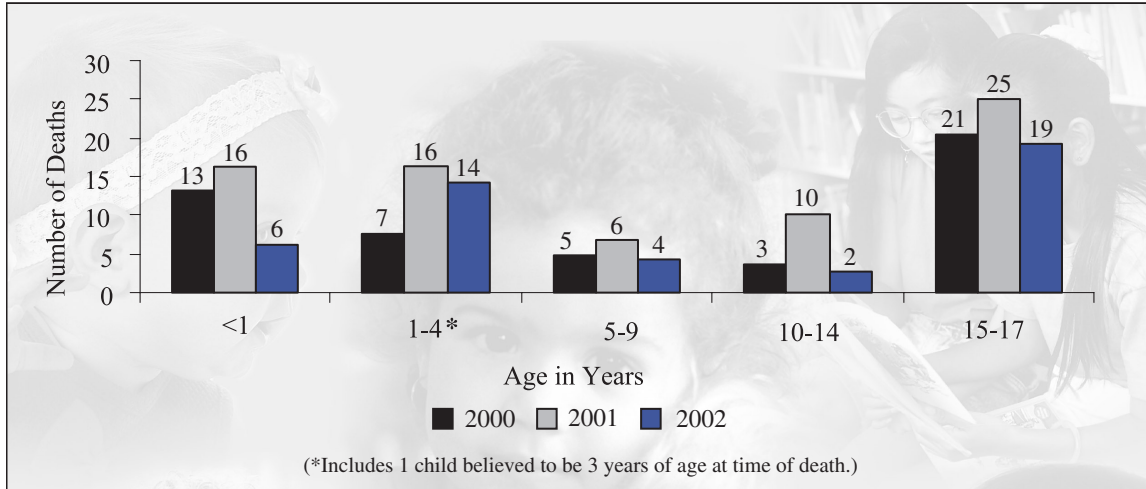 Number of Deaths
30
25
20
15
10
5
0
13 16 6
7 16 14
5 6 4
3 10 2
21 25 19
<1 1-4* 5-9 10-14 15-17
Age in Years
2000 2001 2002
(*Includes 1 child believed to be 3 years of age at time of death.)